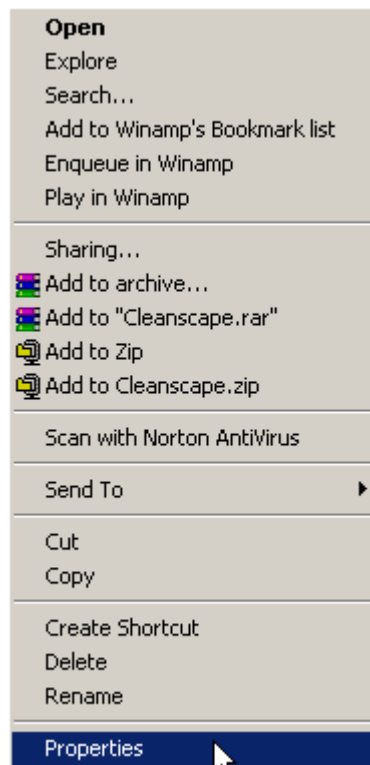 Open
Explore
Search...
Add to Winamp's Bookmark list
Enqueue in Winamp
Play in Winamp
Sharing...
Add to archive...
Add to "Cleanscape.rar"
Add to Zip
Add to Cleanscape.zip
Scan with Norton AntiVirus
Send To
Cut
Copy
Create Shortcut
Delete
Rename
Properties